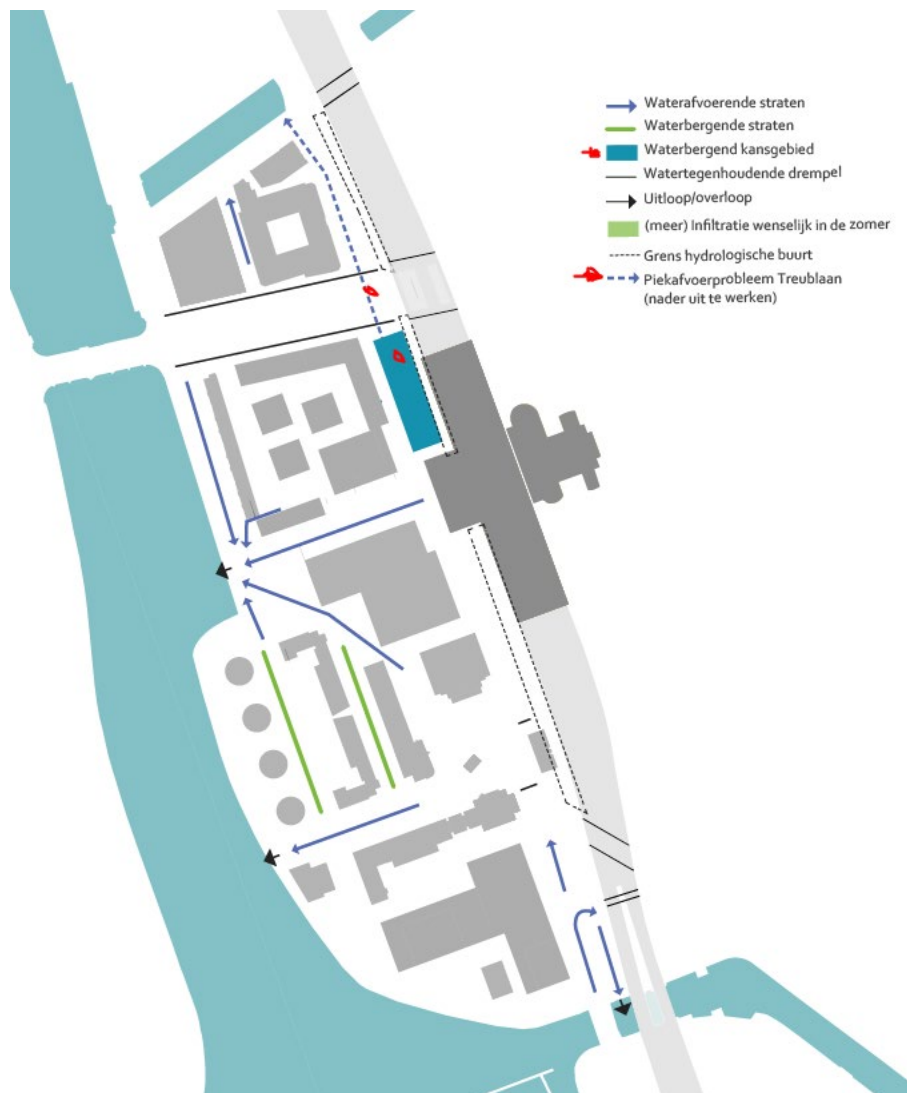 Waterafvoerende straten
Waterbergende straten
Waterbergend kansgebied
Watertegenhoudende drempel
Uitloop/overloop
(meer) Infiltratie wenselijk in de zomer
Grens hydrologische buurt
Piekafvoerprobleem Treublaan
(nader uit te werken)